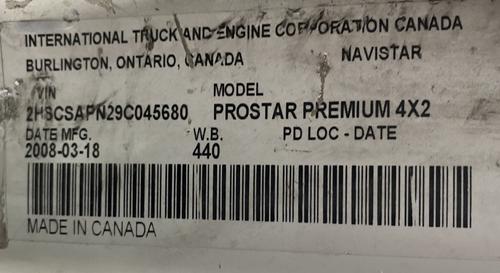 INTERNATIONAL TRUCK AND ENGINE CORPORATION CANADA
BURLINGTON, ONTARIO, CANADA NAVISTAR
VIN MODEL
2HSCSAPN29C045680 PROSTAR PREMIUM 4X2
DATE MFG. W.B. PD LOC - DATE
2008-03-18 440
MADE IN CANADA